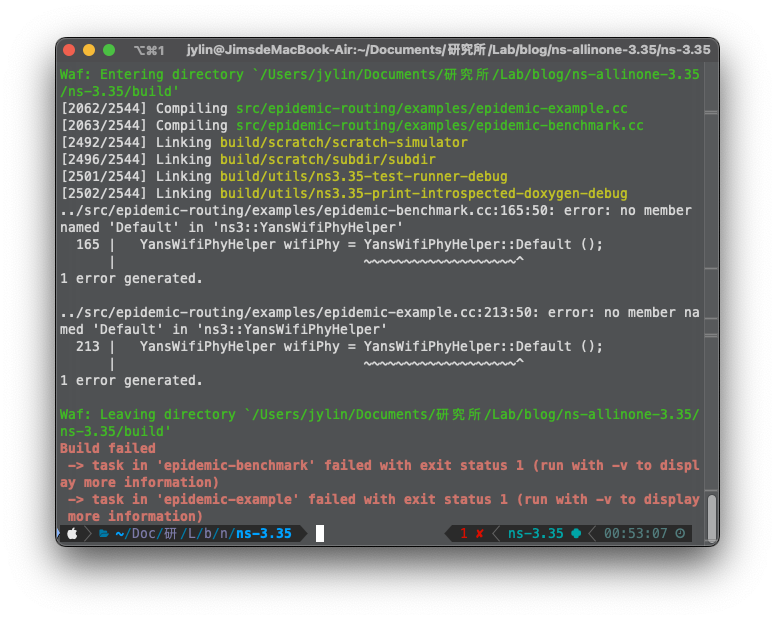 ⌥⌘1 jylin@JimsdeMacBook-Air:~/Documents/研究所/Lab/blog/ns-allinone-3.35/ns-3.35
Waf: Entering directory `/Users/jylin/Documents/研究所/Lab/blog/ns-allinone-3.35
/ns-3.35/build'
[2062/2544] Compiling src/epidemic-routing/examples/epidemic-example.cc
[2063/2544] Compiling src/epidemic-routing/examples/epidemic-benchmark.cc
[2492/2544] Linking build/scratch/scratch-simulator
[2496/2544] Linking build/scratch/subdir/subdir
[2501/2544] Linking build/utils/ns3.35-test-runner-debug
[2502/2544] Linking build/utils/ns3.35-print-introspected-doxygen-debug
../src/epidemic-routing/examples/epidemic-benchmark.cc:165:50: error: no member
named 'Default' in 'ns3::YansWifiPhyHelper'
  165 |   YansWifiPhyHelper wifiPhy = YansWifiPhyHelper::Default ();
      |                               ~~~~~~~~~~~~~~~~~~~^
1 error generated.
../src/epidemic-routing/examples/epidemic-example.cc:213:50: error: no member na
med 'Default' in 'ns3::YansWifiPhyHelper'
  213 |   YansWifiPhyHelper wifiPhy = YansWifiPhyHelper::Default ();
      |                               ~~~~~~~~~~~~~~~~~~~^
1 error generated.
Waf: Leaving directory `/Users/jylin/Documents/研究所/Lab/blog/ns-allinone-3.35/
ns-3.35/build'
Build failed
 -> task in 'epidemic-benchmark' failed with exit status 1 (run with -v to displ
ay more information)
 -> task in 'epidemic-example' failed with exit status 1 (run with -v to display
 more information)
~/Doc/研/L/b/n/ns-3.35 1 ✘ ns-3.35 00:53:07